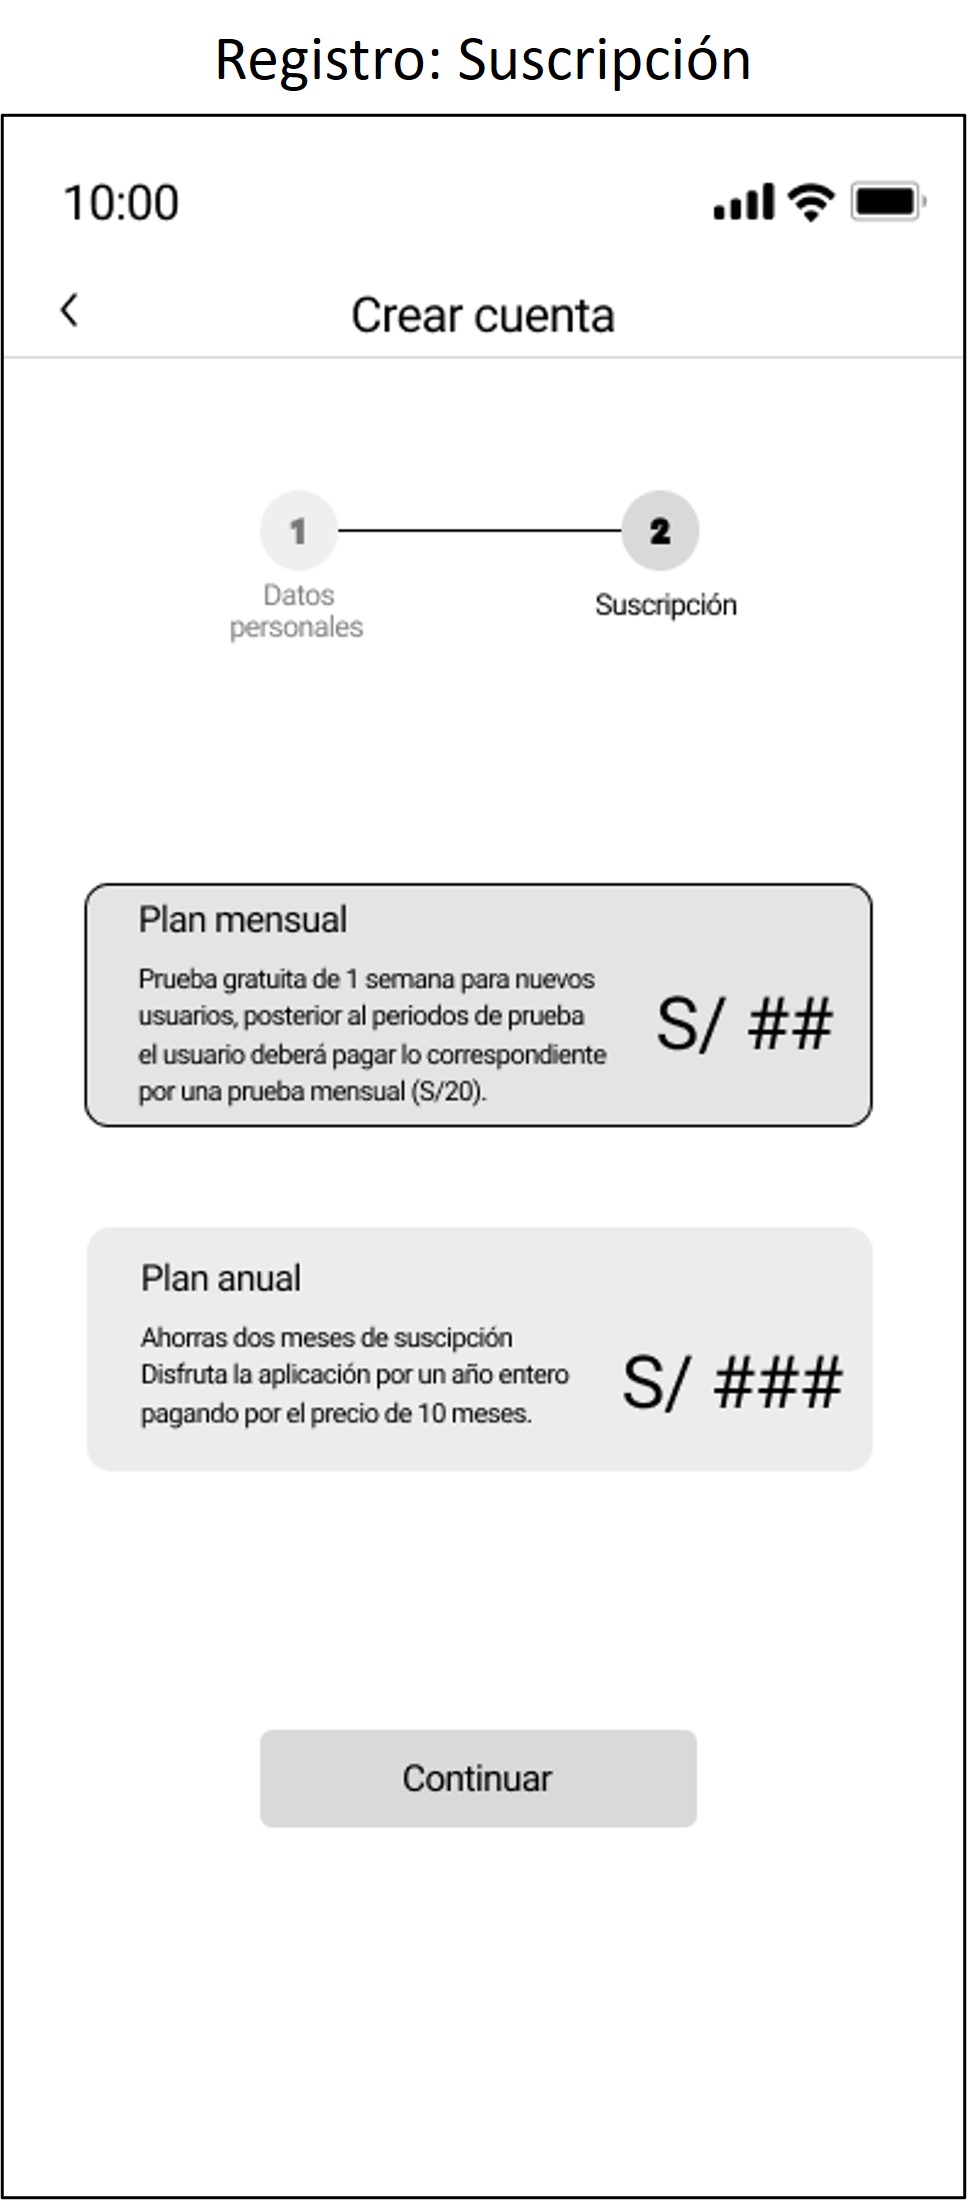 Registro: Suscripción
10:00
Crear cuenta
1
2
Datos
personales
Suscripción
Plan mensual
Prueba gratuita de 1 semana para nuevos
usuarios, posterior al periodos de prueba
el usuario deberá pagar lo correspondiente
por una prueba mensual (S/20).
S/ ##
Plan anual
Ahorras dos meses de suscipción
Disfruta la aplicación por un año entero
pagando por el precio de 10 meses.
S/ ###
Continuar